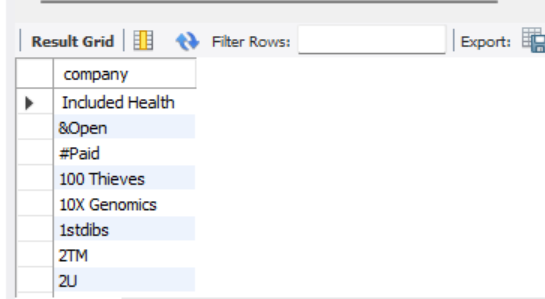 Result Grid Filter Rows: Export:
company
Included Health
&Open
#Paid
100 Thieves
10X Genomics
1stdibs
2TM
2U